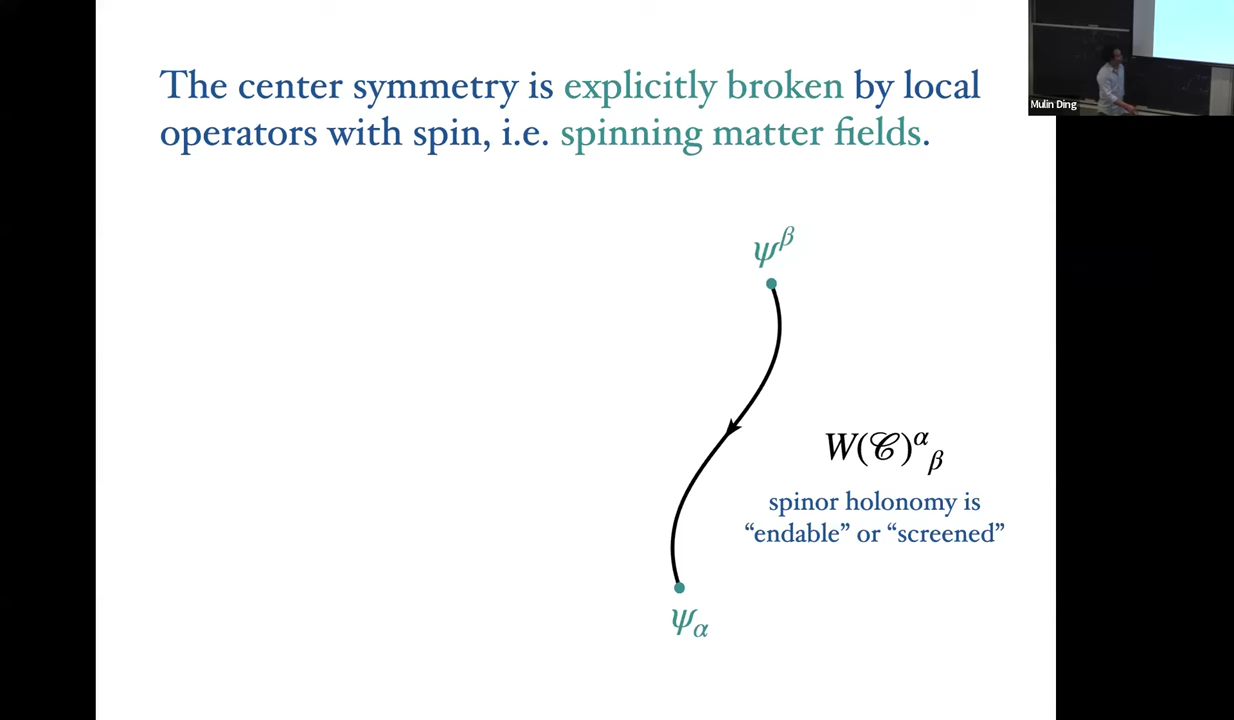 The center symmetry is explicitly broken by local
operators with spin, i.e. spinning matter fields.
Mulin Ding
ψ^β
W(𝒞)^α_β
spinor holonomy is
“endable” or “screened”
ψ_α